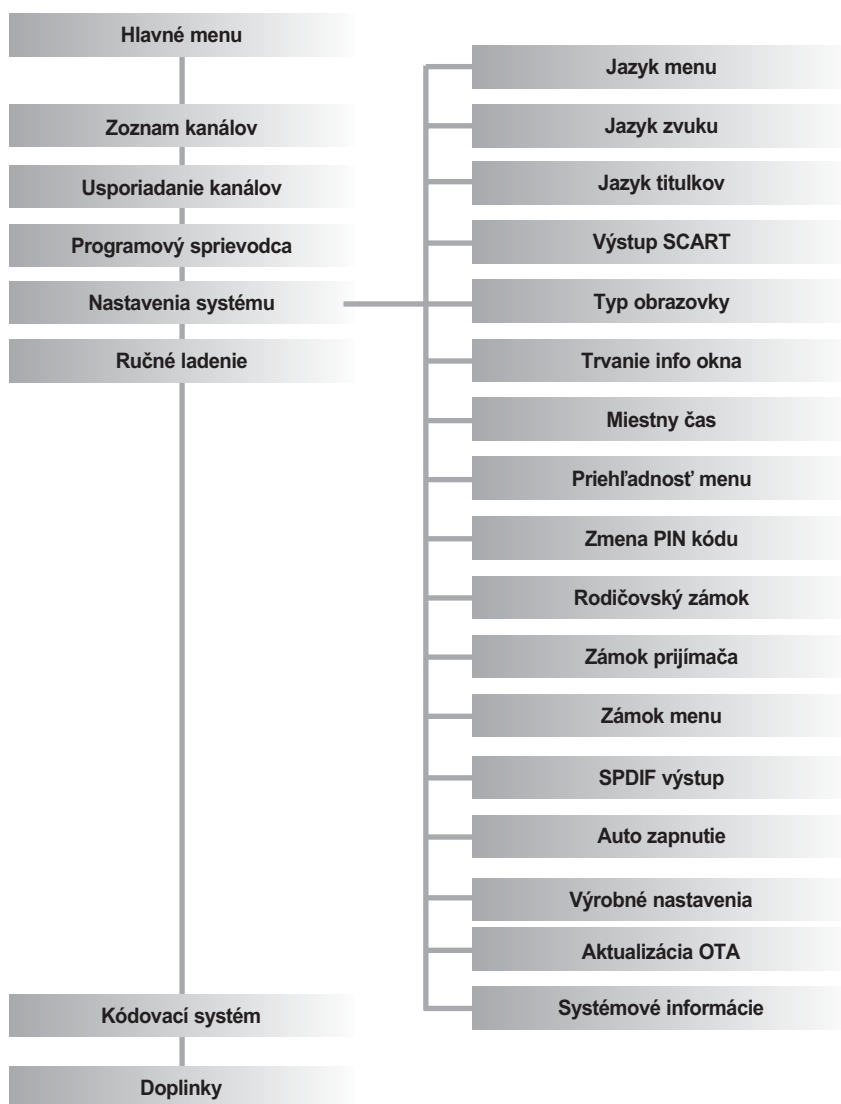 Hlavné menu
Zoznam kanálov
Usporiadanie kanálov
Programový sprievodca
Nastavenia systému
Ručné ladenie
Kódovací systém
Doplinky
Jazyk menu
Jazyk zvuku
Jazyk titulkov
Výstup SCART
Typ obrazovky
Trvanie info okna
Miestny čas
Priehľadnosť menu
Zmena PIN kódu
Rodičovský zámok
Zámok prijímača
Zámok menu
SPDIF výstup
Auto zapnutie
Výrobné nastavenia
Aktualizácia OTA
Systémové informácie